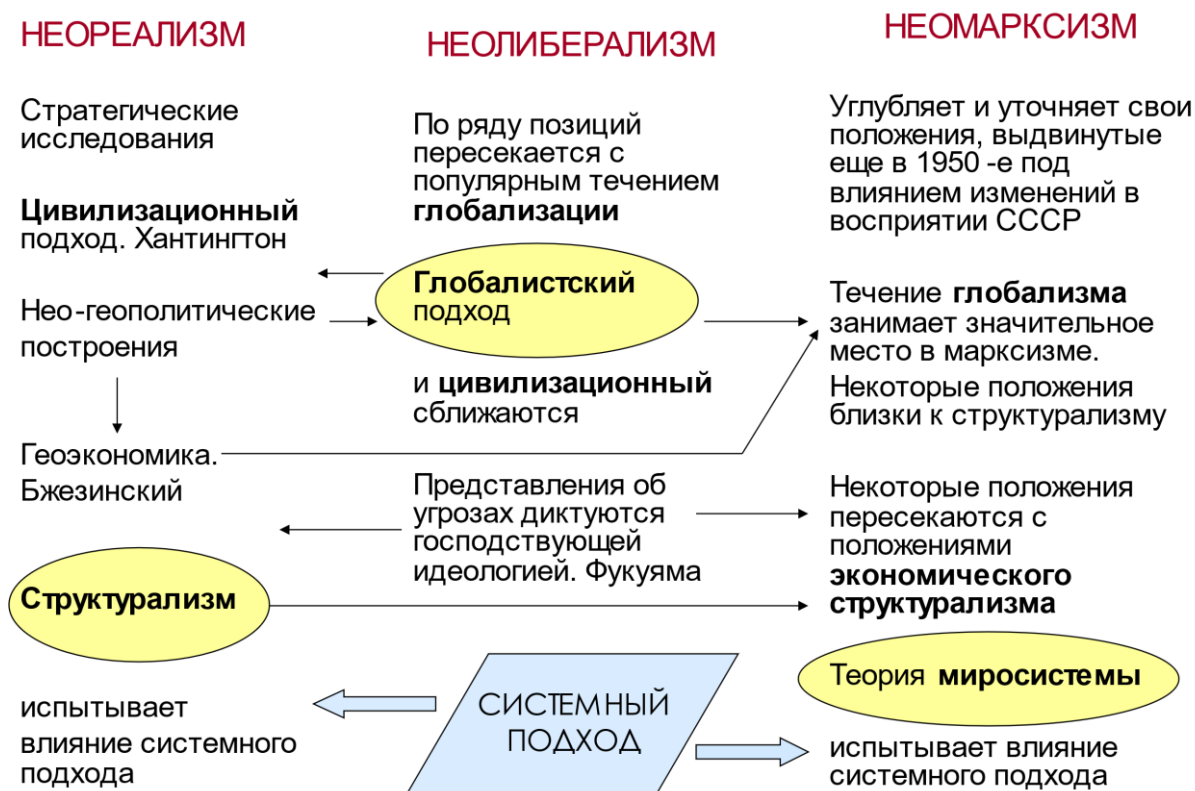 НЕОРЕАЛИЗМ
Стратегические
исследования
Цивилизационный
подход. Хантингтон
Нео-геополитические
построения
Геоэкономика.
Бжезинский
Структурализм
испытывает
влияние системного
подхода
НЕОЛИБЕРАЛИЗМ
По ряду позиций
пересекается с
популярным течением
глобализации
Глобалистский
подход
и цивилизационный
сближаются
Представления об
угрозах диктуются
господствующей
идеологией. Фукуяма
СИСТЕМНЫЙ
ПОДХОД
НЕОМАРКСИЗМ
Углубляет и уточняет свои
положения, выдвинутые
еще в 1950 -е под
влиянием изменений в
восприятии СССР
Течение глобализма
занимает значительное
место в марксизме.
Некоторые положения
близки к структурализму
Некоторые положения
пересекаются с
положениями
экономического
структурализма
Теория миросистемы
испытывает влияние
системного подхода